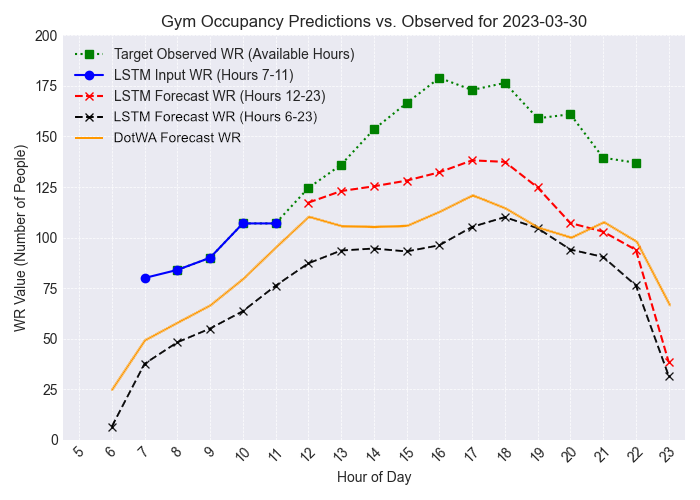 Gym Occupancy Predictions vs. Observed for 2023-03-30
200
175
150
125
100
75
50
25
0
WR Value (Number of People)
Target Observed WR (Available Hours)
LSTM Input WR (Hours 7-11)
LSTM Forecast WR (Hours 12-23)
LSTM Forecast WR (Hours 6-23)
DotWA Forecast WR
5 6 7 8 9 10 11 12 13 14 15 16 17 18 19 20 21 22 23
Hour of Day